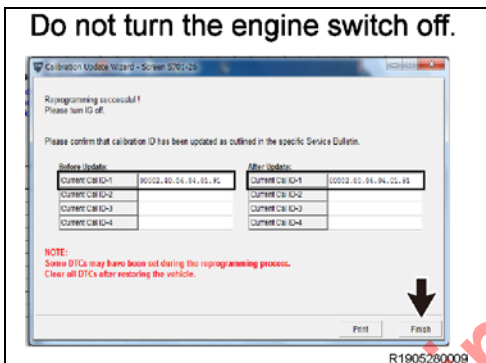 Do not turn the engine switch off.
Calibration Update Wizard - Screen S701-26
Reprogramming successful!
Please turn IG off.
Please confirm that calibration ID has been updated as outlined in the specific Service Bulletin.
Before Update: After Update:
Current Cal ID-1 Current Cal ID-1
Current Cal ID-2 Current Cal ID-2
Current Cal ID-3 Current Cal ID-3
Current Cal ID-4 Current Cal ID-4
NOTE:
Some DTCs may have been set during the reprogramming process.
Clear all DTCs after restoring the vehicle.
Print Finish
R1905280009